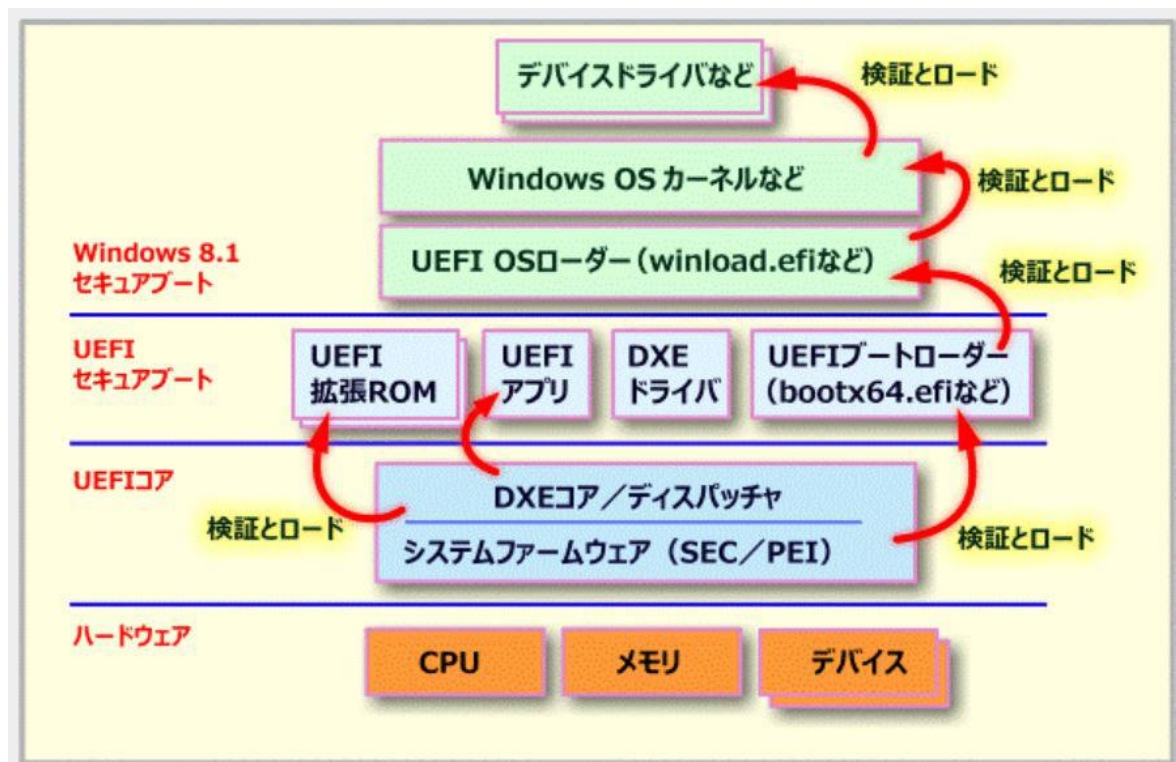 デバイスドライバなど
検証とロード
Windows OS カーネルなど
検証とロード
Windows 8.1
セキュアブート
UEFI OSローダー（winload.efiなど）
検証とロード
UEFI
セキュアブート
UEFI
拡張ROM
UEFI
アプリ
DXE
ドライバ
UEFIブートローダー
（bootx64.efiなど）
UEFIコア
DXEコア／ディスパッチャ
検証とロード
システムファームウェア（SEC／PEI）
検証とロード
ハードウェア
CPU
メモリ
デバイス